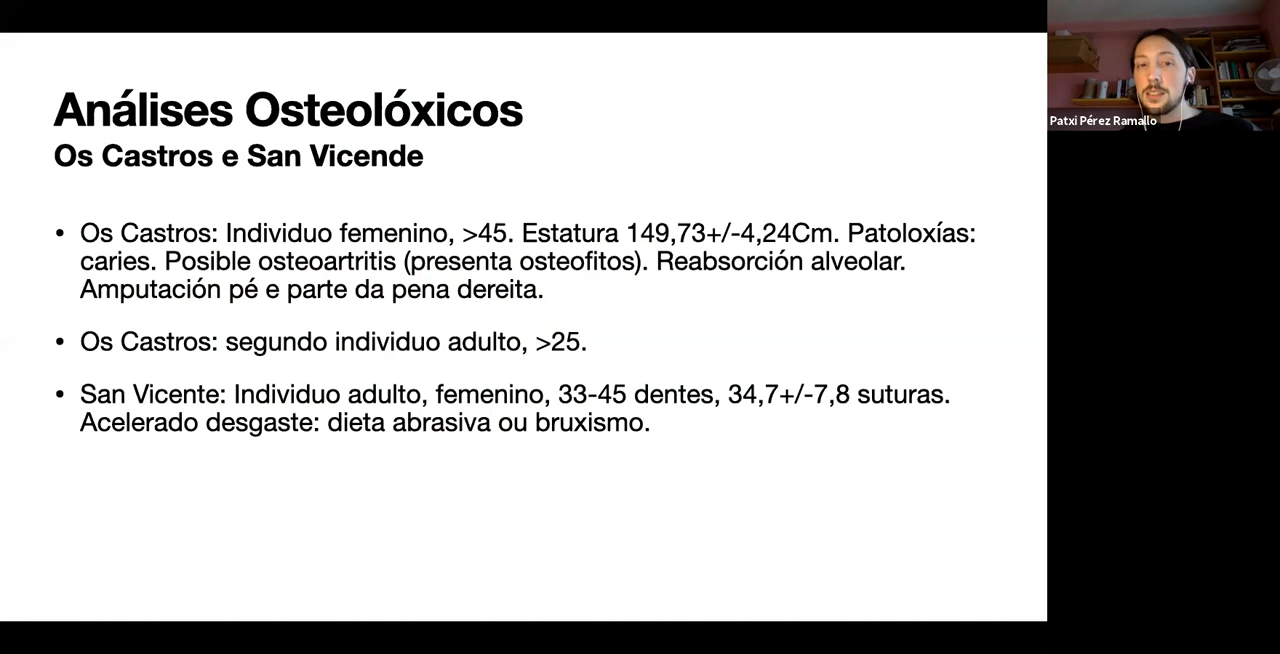 Análises Osteolóxicos
Os Castros e San Vicende
• Os Castros: Individuo femenino, >45. Estatura 149,73+/-4,24Cm. Patoloxías:
caries. Posible osteoartritis (presenta osteofitos). Reabsorción alveolar.
Amputación pé e parte da pena dereita.
• Os Castros: segundo individuo adulto, >25.
• San Vicente: Individuo adulto, femenino, 33-45 dentes, 34,7+/-7,8 suturas.
Acelerado desgaste: dieta abrasiva ou bruxismo.
Patxi Pérez Ramallo